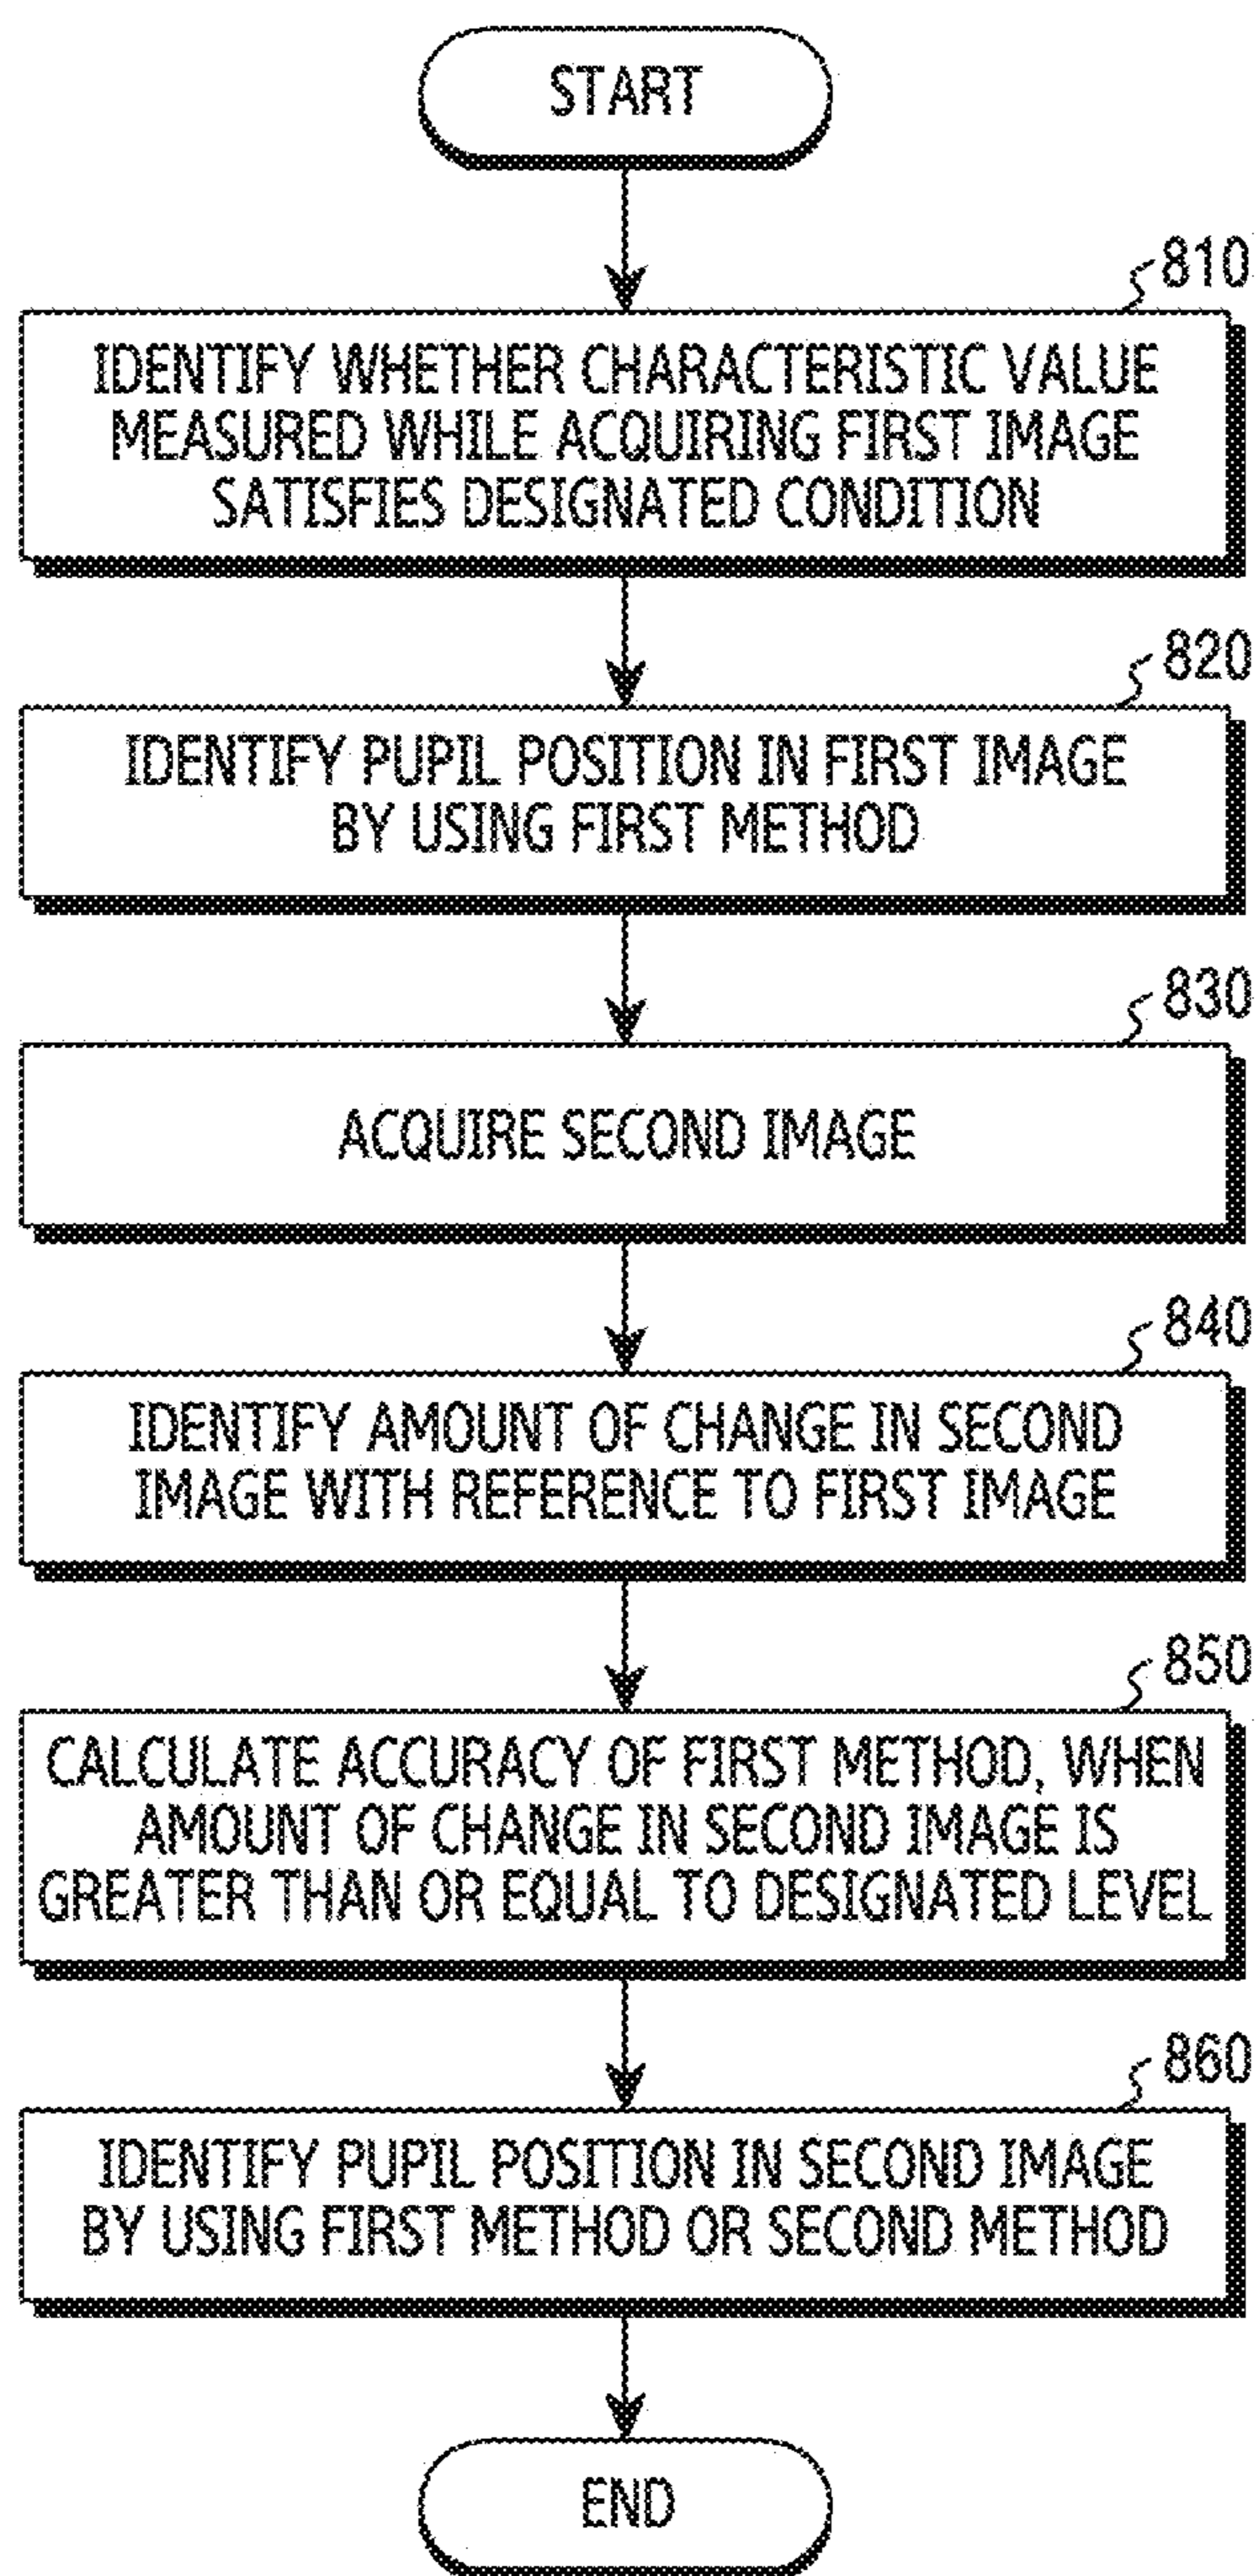 START
810
IDENTIFY WHETHER CHARACTERISTIC VALUE
MEASURED WHILE ACQUIRING FIRST IMAGE
SATISFIES DESIGNATED CONDITION
820
IDENTIFY PUPIL POSITION IN FIRST IMAGE
BY USING FIRST METHOD
830
ACQUIRE SECOND IMAGE
840
IDENTIFY AMOUNT OF CHANGE IN SECOND
IMAGE WITH REFERENCE TO FIRST IMAGE
850
CALCULATE ACCURACY OF FIRST METHOD, WHEN
AMOUNT OF CHANGE IN SECOND IMAGE IS
GREATER THAN OR EQUAL TO DESIGNATED LEVEL
860
IDENTIFY PUPIL POSITION IN SECOND IMAGE
BY USING FIRST METHOD OR SECOND METHOD
END